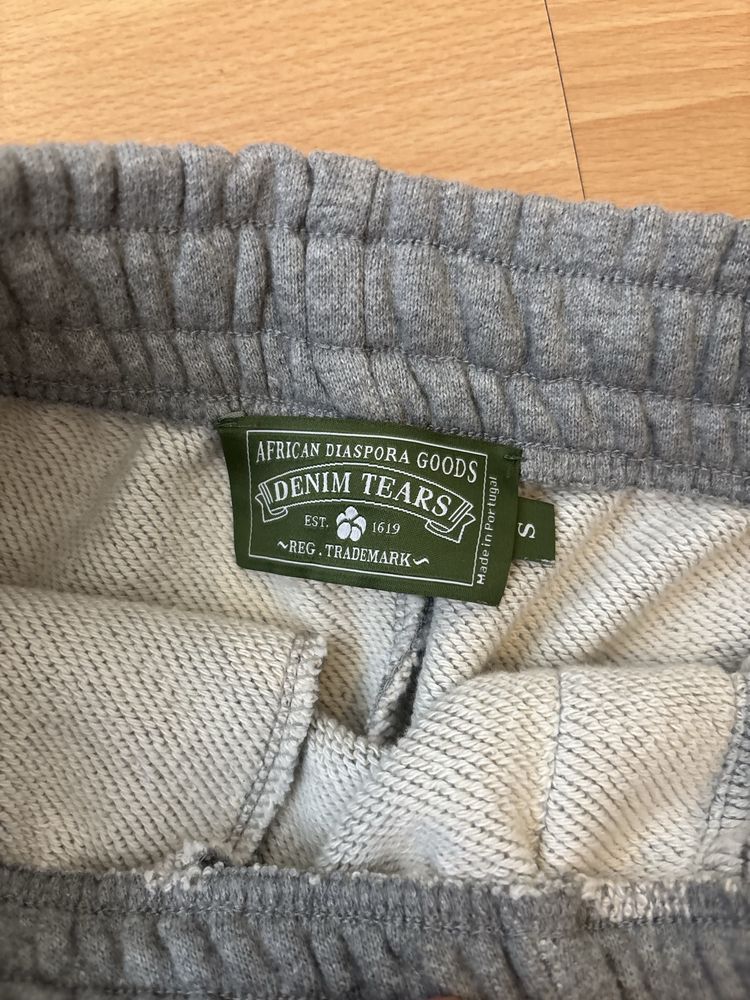 AFRICAN DIASPORA GOODS
DENIM TEARS
EST. 1619
~REG. TRADEMARK~
Made in Portugal
S